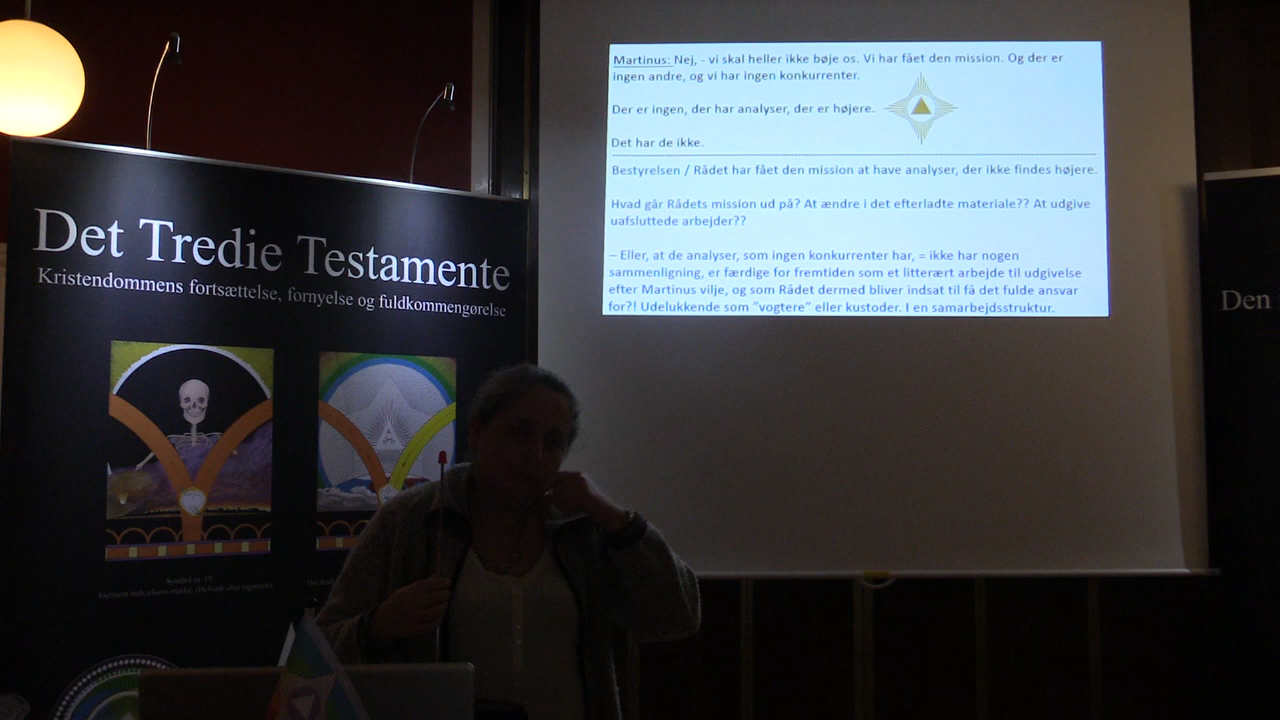 Det Tredie Testamente
Kristendommens fortsættelse, fornyelse og fuldkommengørelse
Symbol nr. 19
Martinus: Nej, - vi skal heller ikke bøje os. Vi har fået den mission. Og der er
ingen andre, og vi har ingen konkurrenter.
Der er ingen, der har analyser, der er højere.
Det har de ikke.
Bestyrelsen / Rådet har fået den mission at have analyser, der ikke findes højere.
Hvad går Rådets mission ud på? At ændre i det efterladte materiale?? At udgive
uafsluttede arbejder??
– Eller, at de analyser, som ingen konkurrenter har, = ikke har nogen
sammenligning, er færdige for fremtiden som et litterært arbejde til udgivelse
efter Martinus vilje, og som Rådet dermed bliver indsat til få det fulde ansvar
for?! Udelukkende som ”vogtere” eller kustoder. I en samarbejdsstruktur.
Den